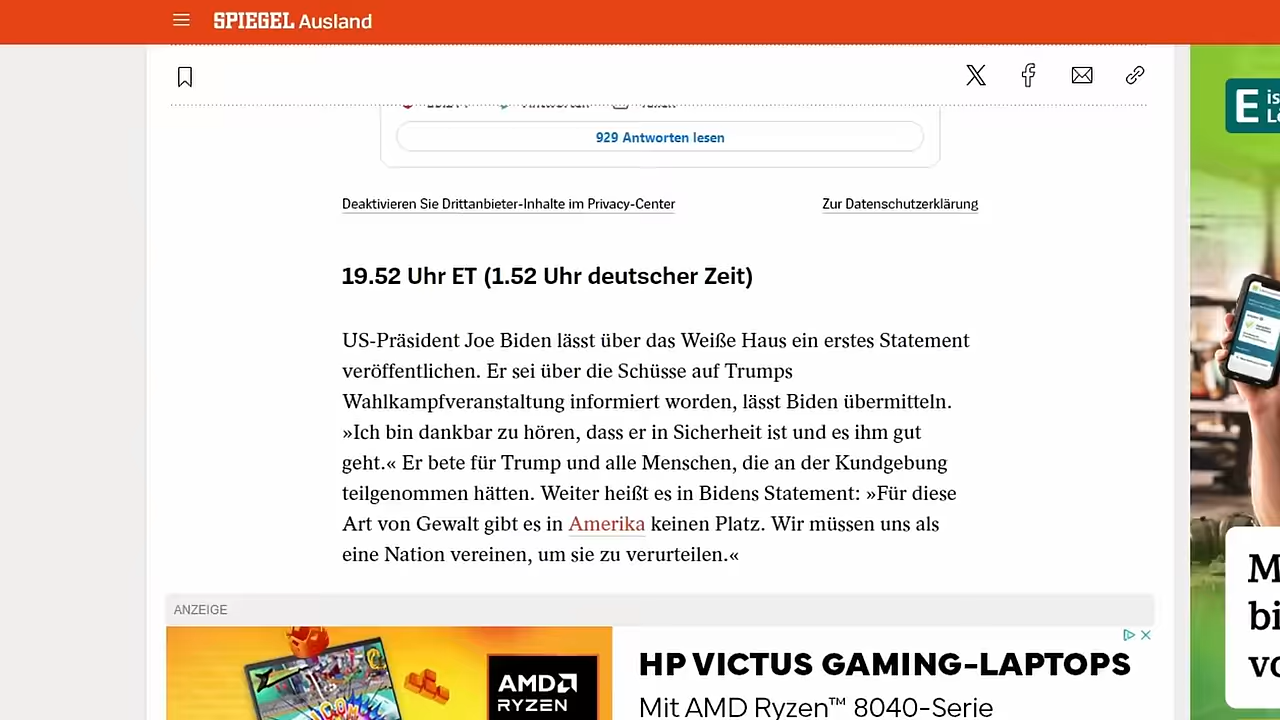 SPIEGEL Ausland
929 Antworten lesen
Deaktivieren Sie Drittanbieter-Inhalte im Privacy-Center
Zur Datenschutzerklärung
19.52 Uhr ET (1.52 Uhr deutscher Zeit)
US-Präsident Joe Biden lässt über das Weiße Haus ein erstes Statement
veröffentlichen. Er sei über die Schüsse auf Trumps
Wahlkampfveranstaltung informiert worden, lässt Biden übermitteln.
»Ich bin dankbar zu hören, dass er in Sicherheit ist und es ihm gut
geht.« Er bete für Trump und alle Menschen, die an der Kundgebung
teilgenommen hätten. Weiter heißt es in Bidens Statement: »Für diese
Art von Gewalt gibt es in Amerika keinen Platz. Wir müssen uns als
eine Nation vereinen, um sie zu verurteilen.«
ANZEIGE
AMD
RYZEN
HP VICTUS GAMING-LAPTOPS
Mit AMD Ryzen™ 8040-Serie
E
M
bi
vo